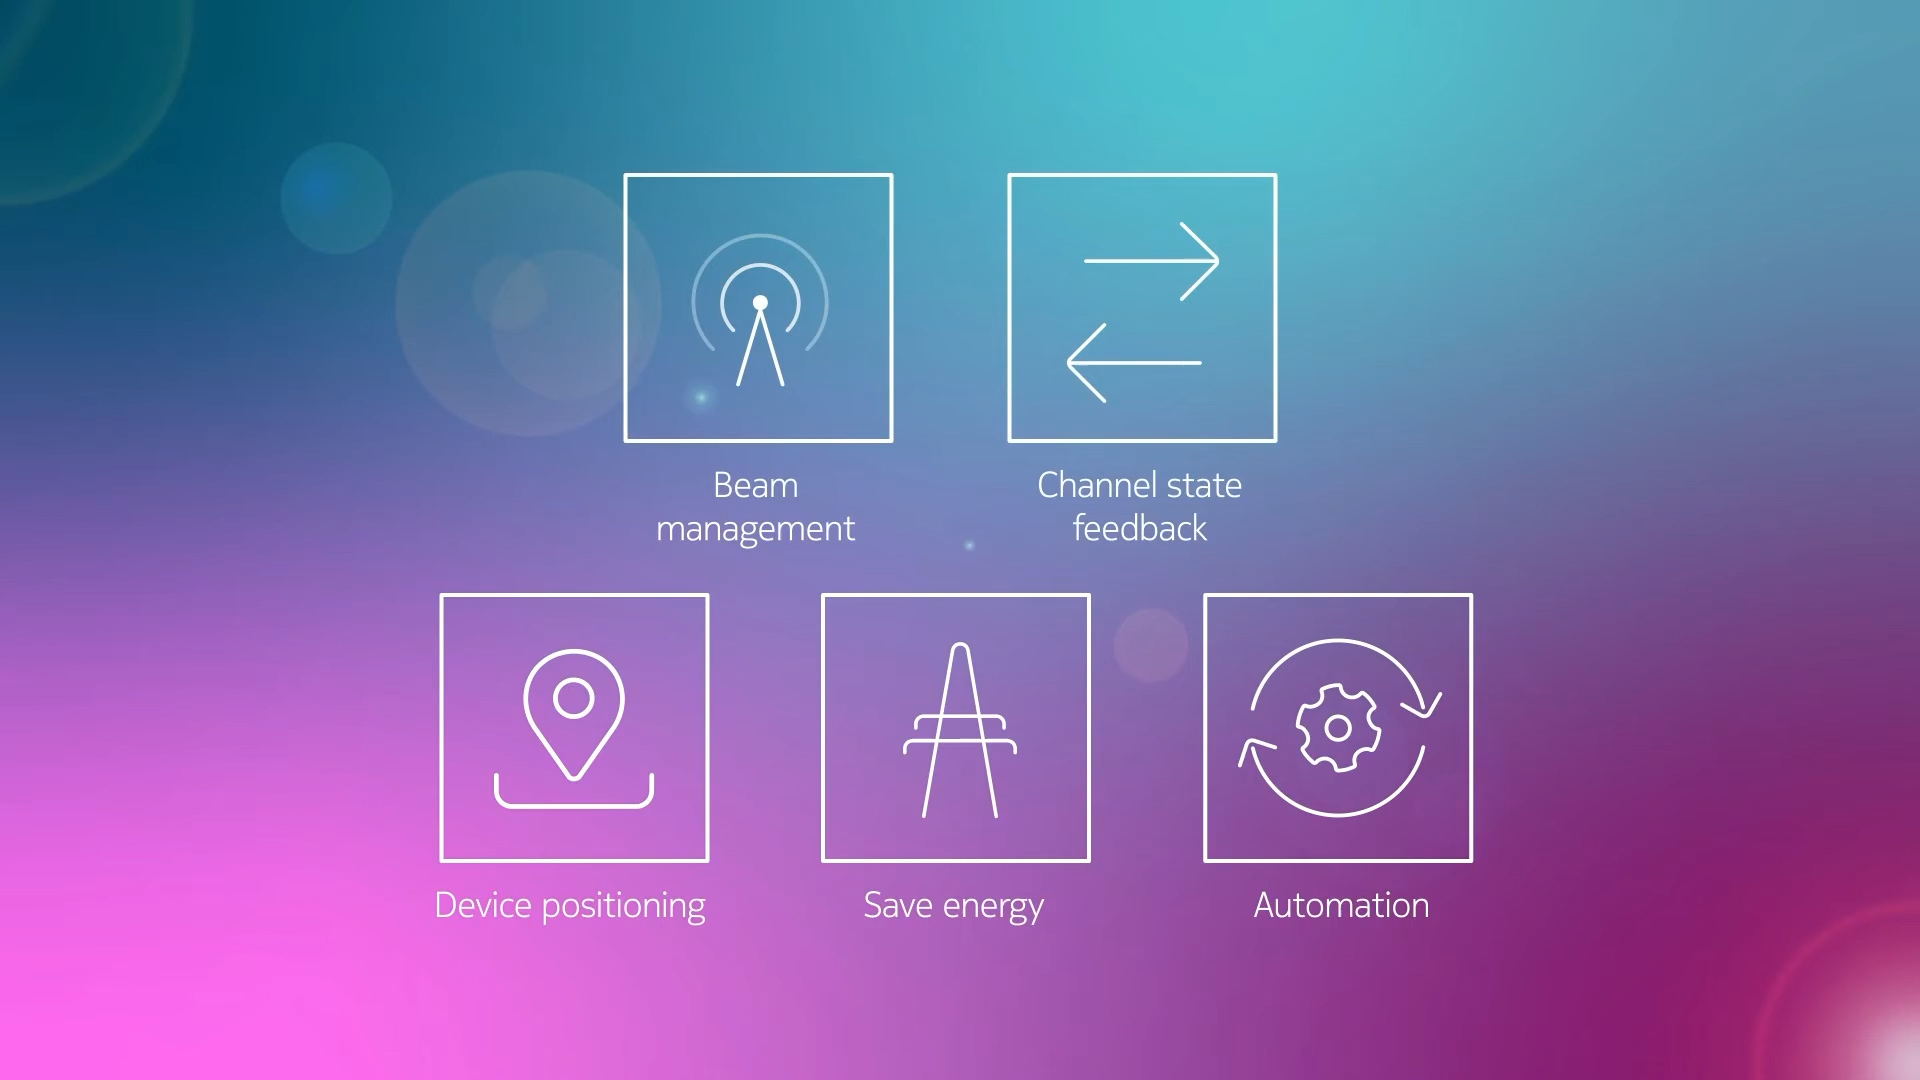 Beam
management
Channel state
feedback
Device positioning
Save energy
Automation